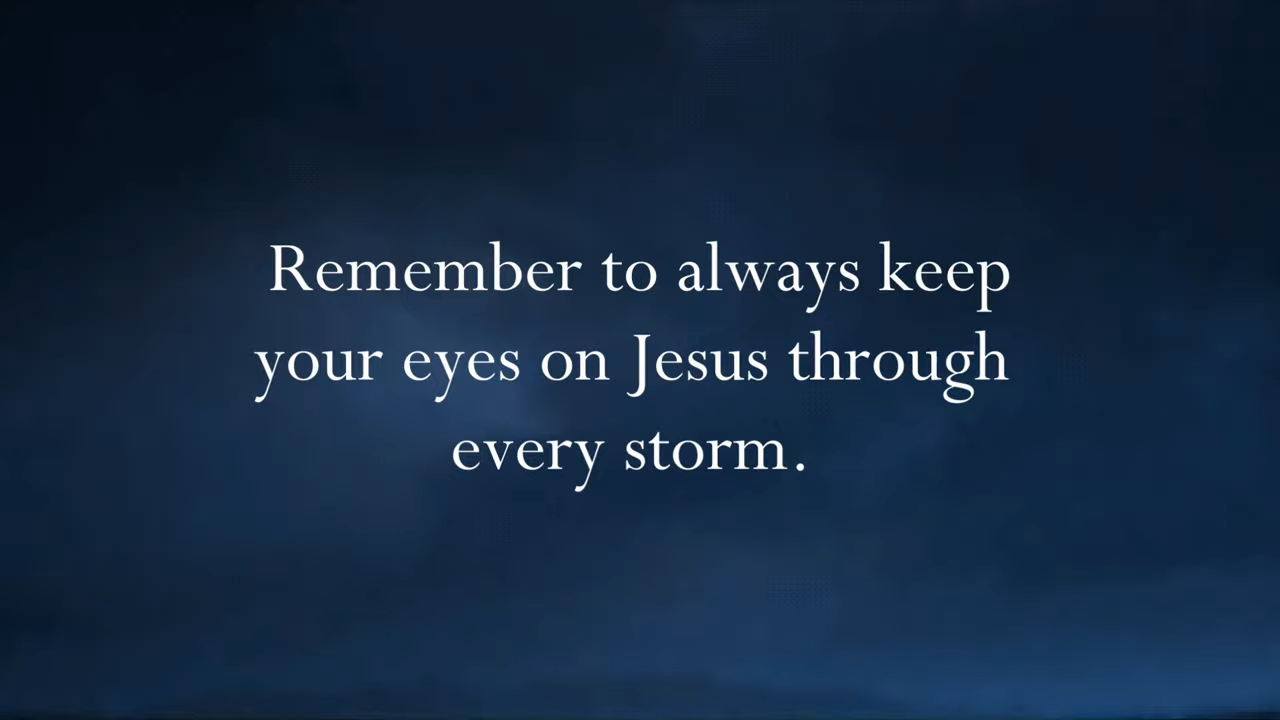 Remember to always keep
your eyes on Jesus through
every storm.